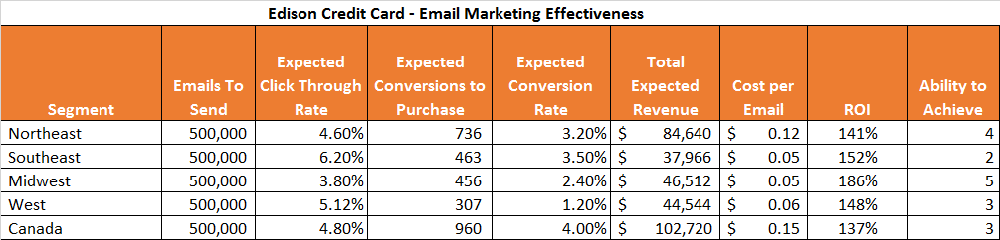 Edison Credit Card - Email Marketing Effectiveness
Segment Emails To Send Expected Click Through Rate Expected Conversions to Purchase Expected Conversion Rate Total Expected Revenue Cost per Email ROI Ability to Achieve
Northeast 500,000 4.60% 736 3.20% $ 84,640 $ 0.12 141% 4
Southeast 500,000 6.20% 463 3.50% $ 37,966 $ 0.05 152% 2
Midwest 500,000 3.80% 456 2.40% $ 46,512 $ 0.05 186% 5
West 500,000 5.12% 307 1.20% $ 44,544 $ 0.06 148% 3
Canada 500,000 4.80% 960 4.00% $ 102,720 $ 0.15 137% 3